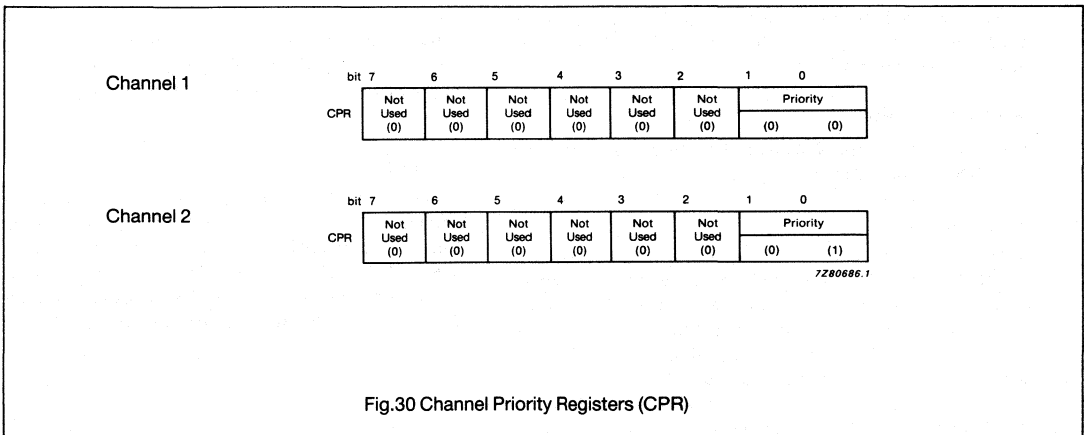 Channel 1
bit 7 6 5 4 3 2 1 0
CPR Not Used (0) Not Used (0) Not Used (0) Not Used (0) Not Used (0) Not Used (0) Priority (0) (0)
Channel 2
bit 7 6 5 4 3 2 1 0
CPR Not Used (0) Not Used (0) Not Used (0) Not Used (0) Not Used (0) Not Used (0) Priority (0) (1)
7Z80686.1
Fig.30 Channel Priority Registers (CPR)